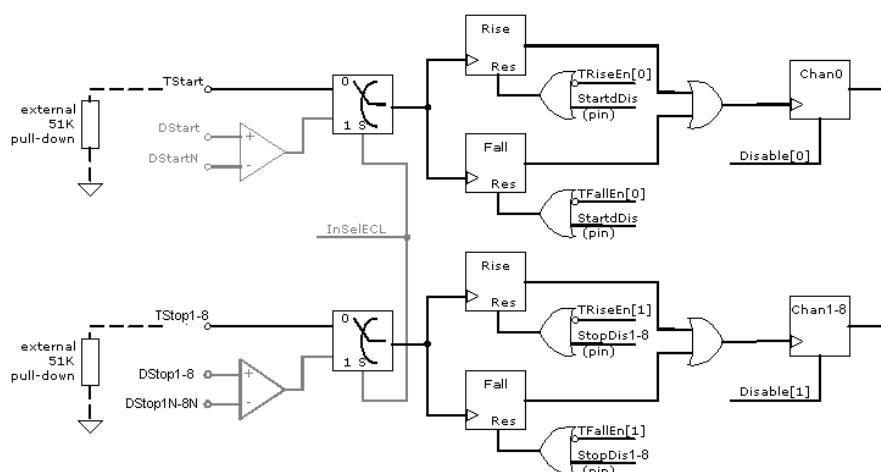 Rise
Res
TRiseEn[0]
StartdDis
(pin)
Chan0
TStart
0
1 S
external
51K
pull-down
DStart
+
DStartN
-
Disable[0]
Fall
Res
TFallEn[0]
StartdDis
(pin)
InSelECL
Rise
Res
TRiseEn[1]
StopDis1-8
(pin)
Chan1-8
TStop1-8
0
1 S
external
51K
pull-down
DStop1-8
+
DStop1N-8N
-
Disable[1]
Fall
Res
TFallEn[1]
StopDis1-8
(pin)